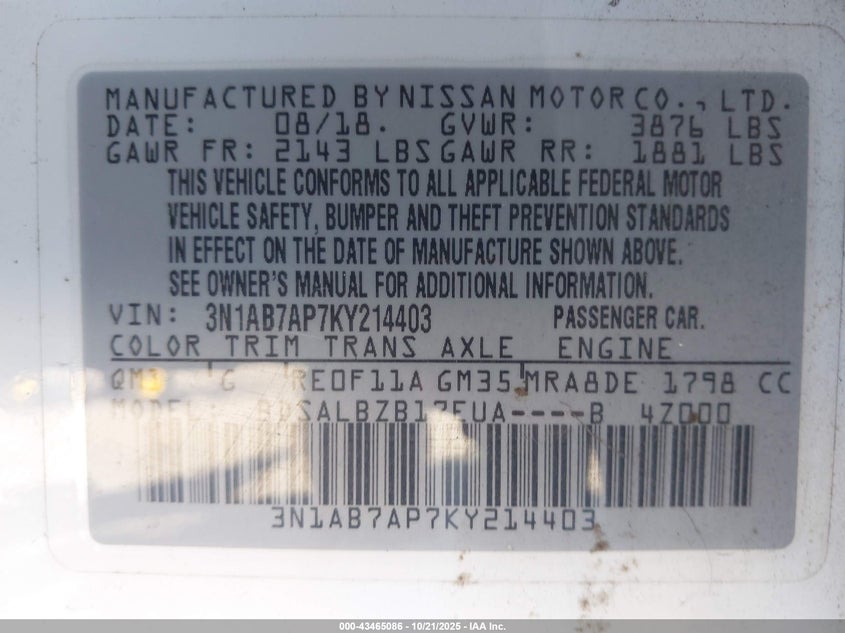 MANUFACTURED BY NISSAN MOTOR CO., LTD.
DATE: 08/18. GVWR: 3876 LBS
GAWR FR: 2143 LBS GAWR RR: 1881 LBS
THIS VEHICLE CONFORMS TO ALL APPLICABLE FEDERAL MOTOR
VEHICLE SAFETY, BUMPER AND THEFT PREVENTION STANDARDS
IN EFFECT ON THE DATE OF MANUFACTURE SHOWN ABOVE.
SEE OWNER'S MANUAL FOR ADDITIONAL INFORMATION.
VIN: 3N1AB7AP7KY214403 PASSENGER CAR.
COLOR TRIM TRANS AXLE ENGINE
G RE0F11A GM35 MRA8DE 1798 CC
MODEL: 4Z000
3N1AB7AP7KY214403
000-43465086 - 10/21/2025 - IAA Inc.